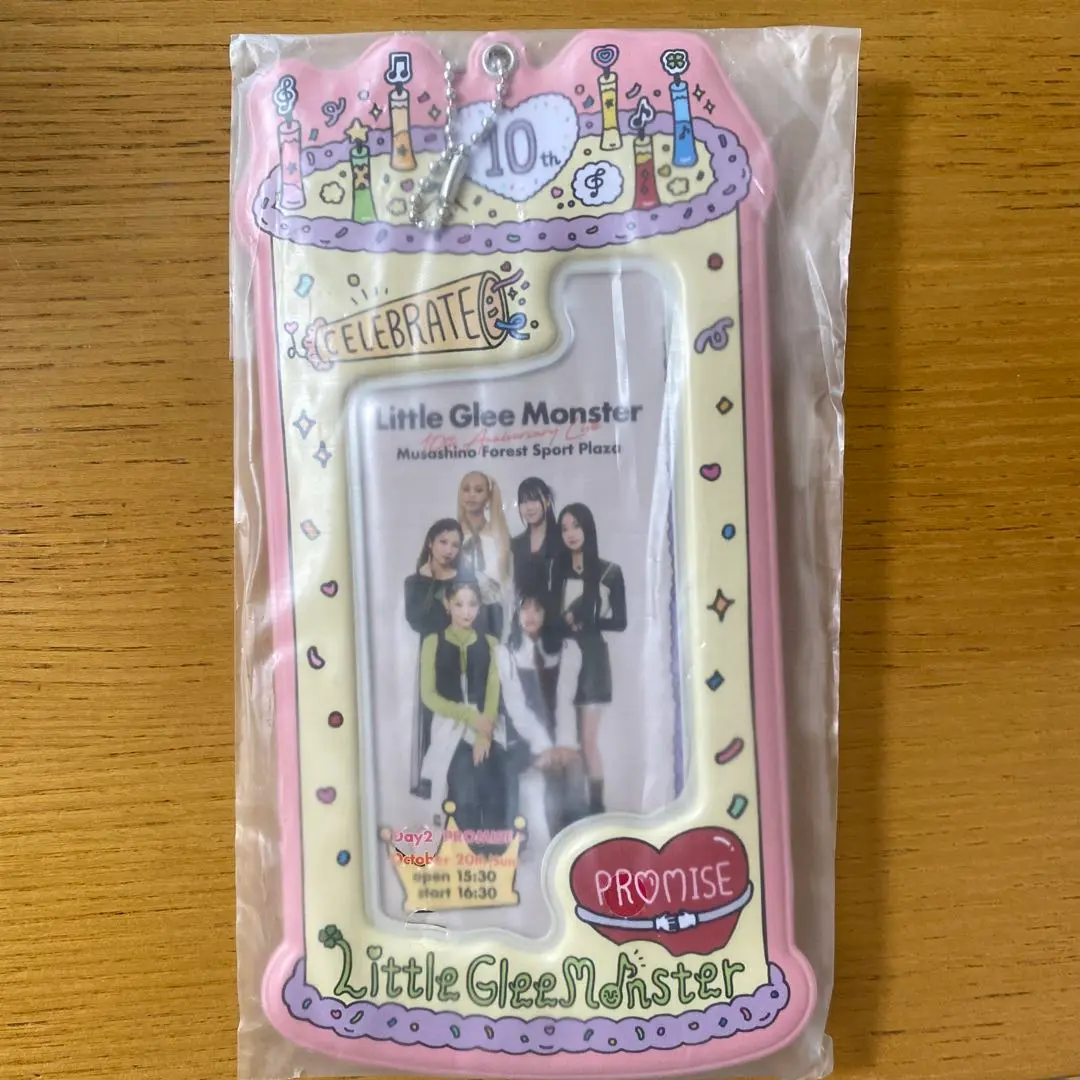 10th
CELEBRATE
Little Glee Monster
10th Anniversary Live
Musashino Forest Sport Plaza
Day2 PROMISE
October 20th/Sun
open 15:30
start 16:30
PROMISE
Little Glee Monster